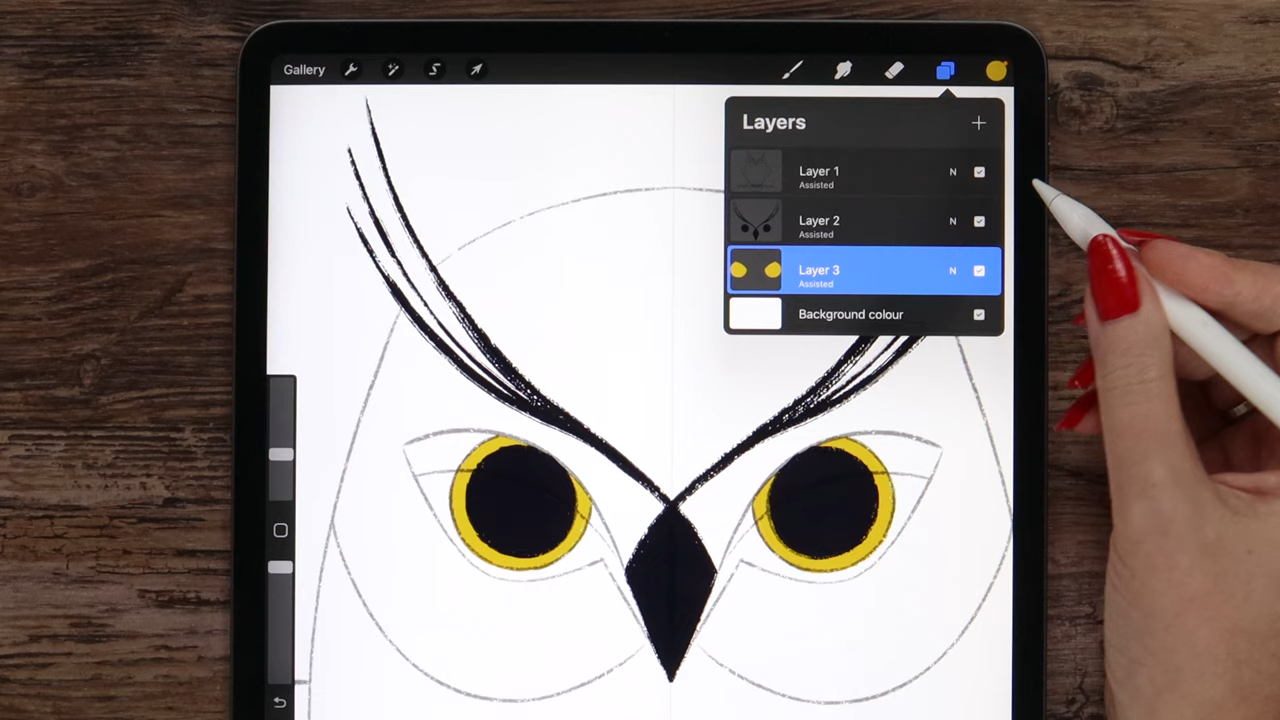 Gallery
Layers
Layer 1 N
Assisted
Layer 2 N
Assisted
Layer 3 N
Assisted
Background colour